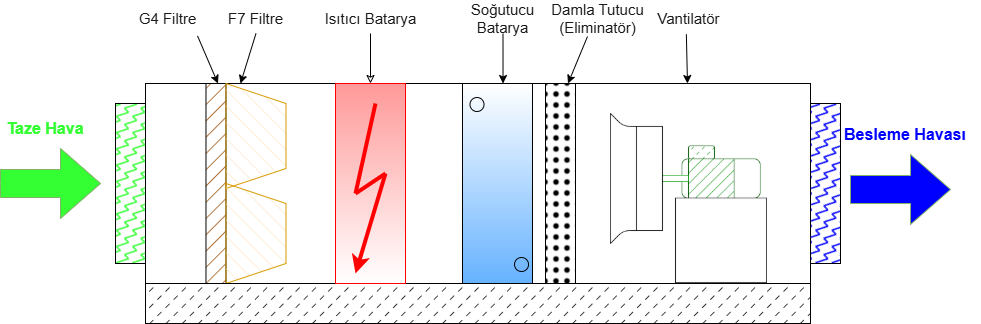 G4 Filtre
F7 Filtre
Isıtıcı Batarya
Soğutucu
Batarya
Damla Tutucu
(Eliminatör)
Vantilatör
Taze Hava
Besleme Havası